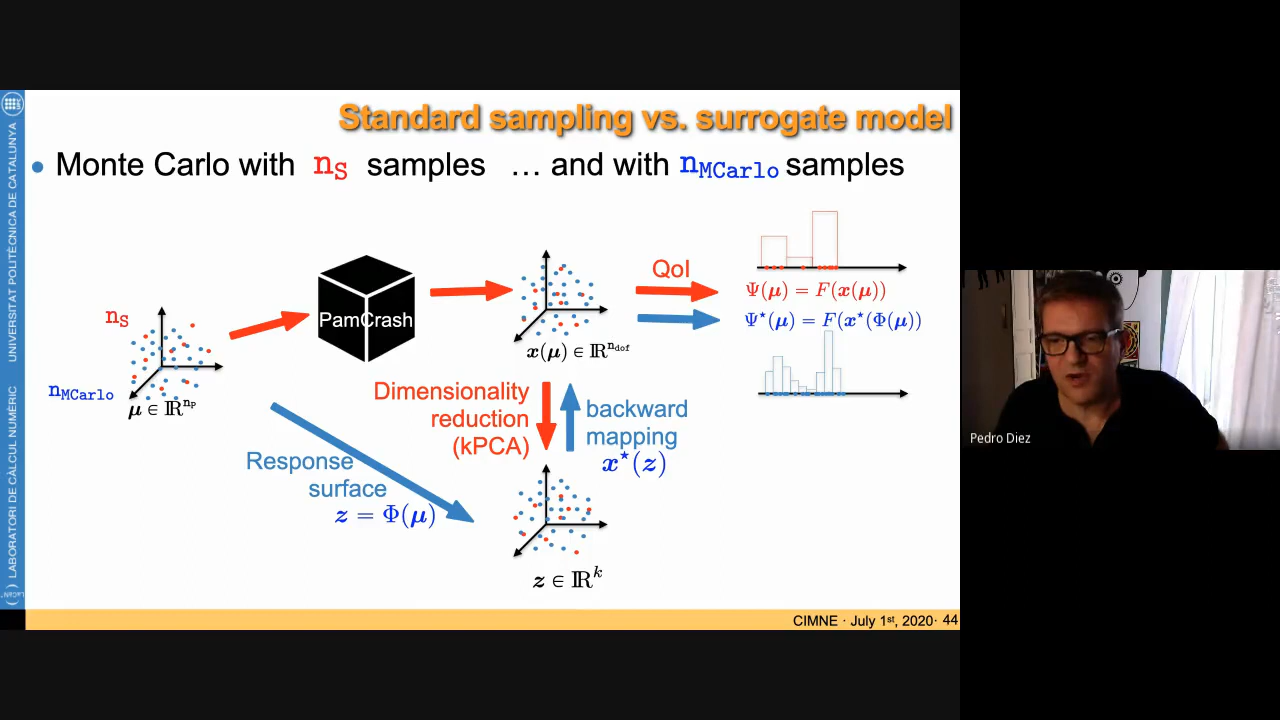 Standard sampling vs. surrogate model
• Monte Carlo with n_S samples … and with n_MCarlo samples
LABORATORI DE CÀLCUL NUMÈRIC
UNIVERSITAT POLITÈCNICA DE CATALUNYA
n_S
n_MCarlo
μ ∈ ℝ^{n_P}
PamCrash
x(μ) ∈ ℝ^{n_dof}
QoI
Ψ(μ) = F(x(μ))
Ψ*(μ) = F(x*(Φ(μ))
Dimensionality
reduction
(kPCA)
backward
mapping
x*(z)
Response
surface
z = Φ(μ)
z ∈ ℝ^k
CIMNE · July 1st, 2020 · 44
Pedro Diez